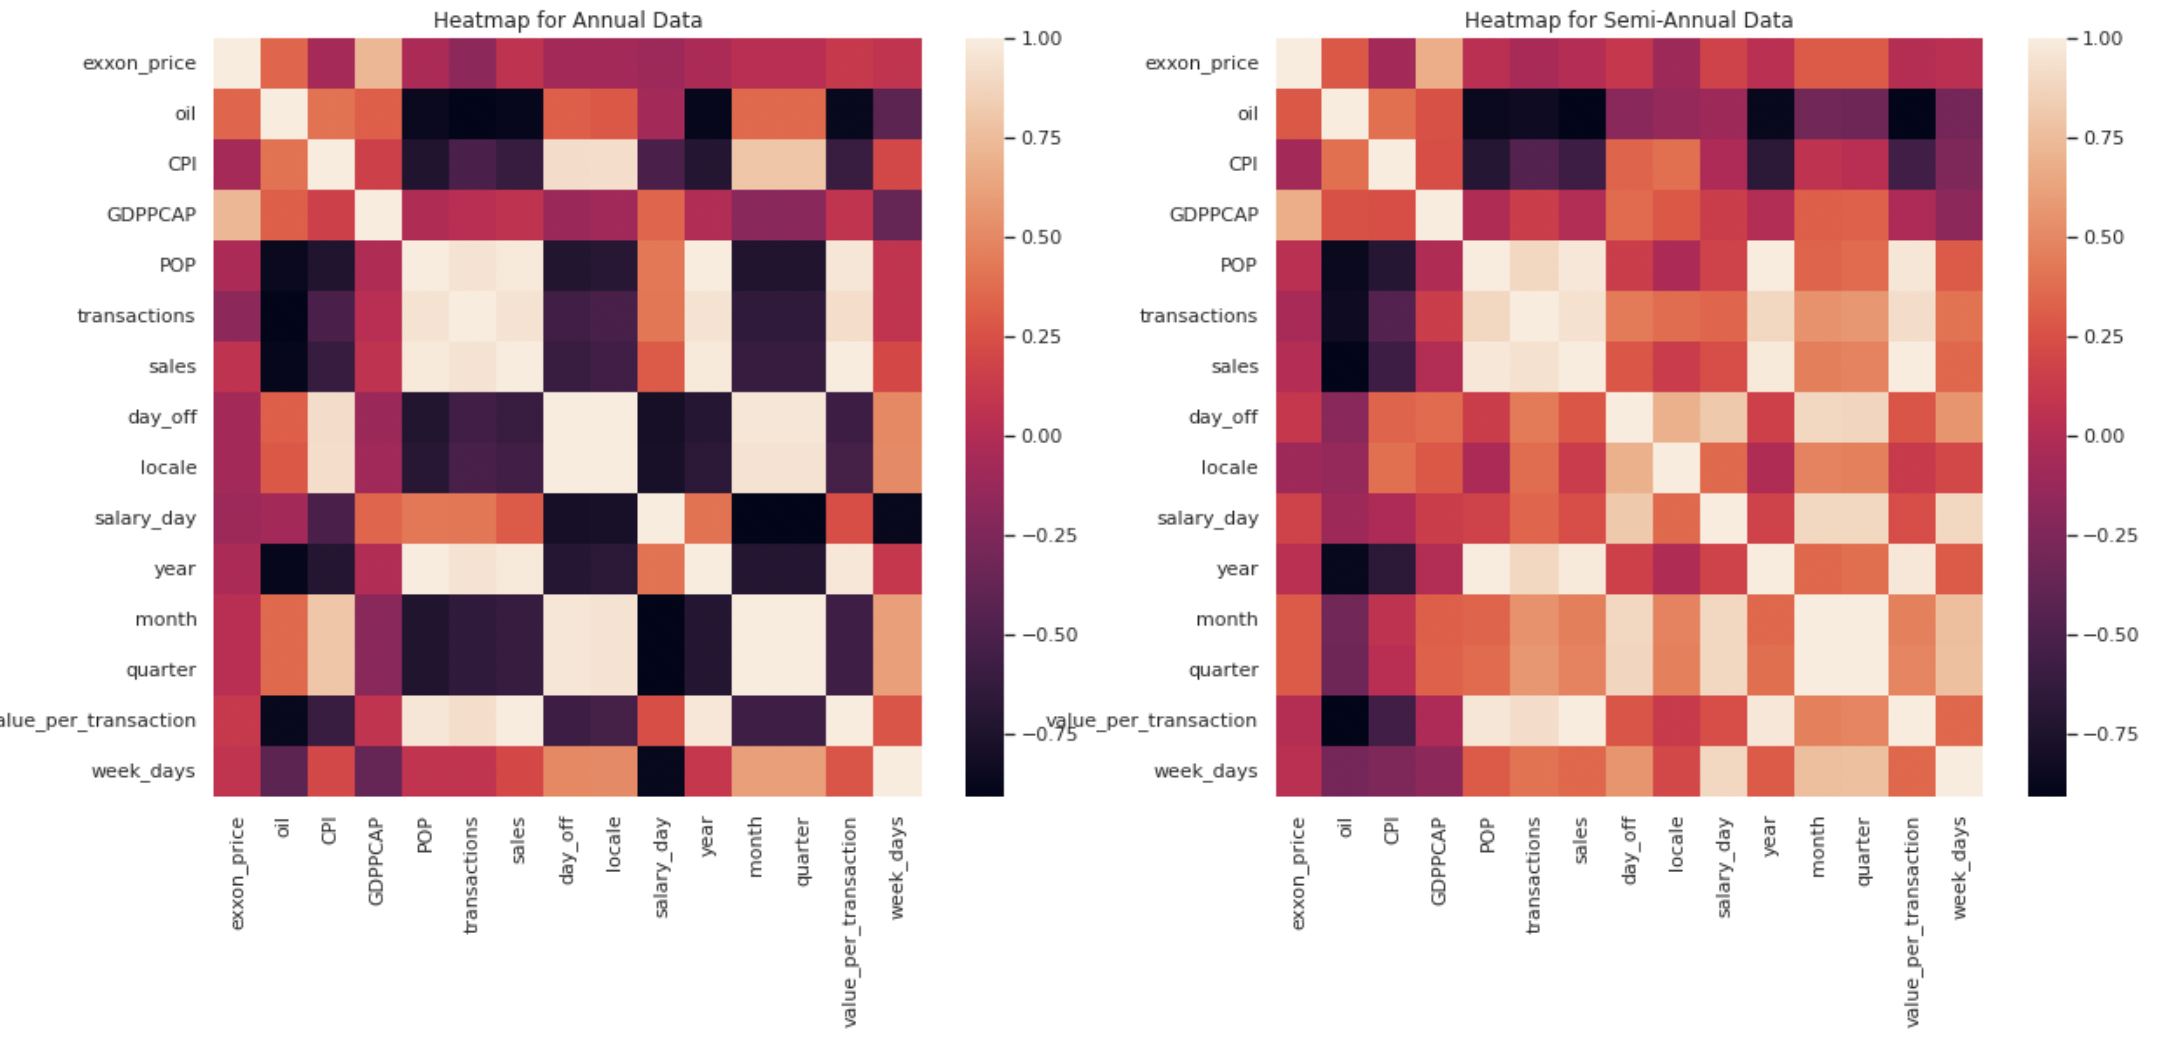 Heatmap for Annual Data
exxon_price
oil
CPI
GDPPCAP
POP
transactions
sales
day_off
locale
salary_day
year
month
quarter
alue_per_transaction
week_days
exxon_price
oil
CPI
GDPPCAP
POP
transactions
sales
day_off
locale
salary_day
year
month
quarter
value_per_transaction
week_days
1.00
0.75
0.50
0.25
0.00
−0.25
−0.50
−0.75
Heatmap for Semi-Annual Data
exxon_price
oil
CPI
GDPPCAP
POP
transactions
sales
day_off
locale
salary_day
year
month
quarter
value_per_transaction
week_days
exxon_price
oil
CPI
GDPPCAP
POP
transactions
sales
day_off
locale
salary_day
year
month
quarter
value_per_transaction
week_days
1.00
0.75
0.50
0.25
0.00
−0.25
−0.50
−0.75